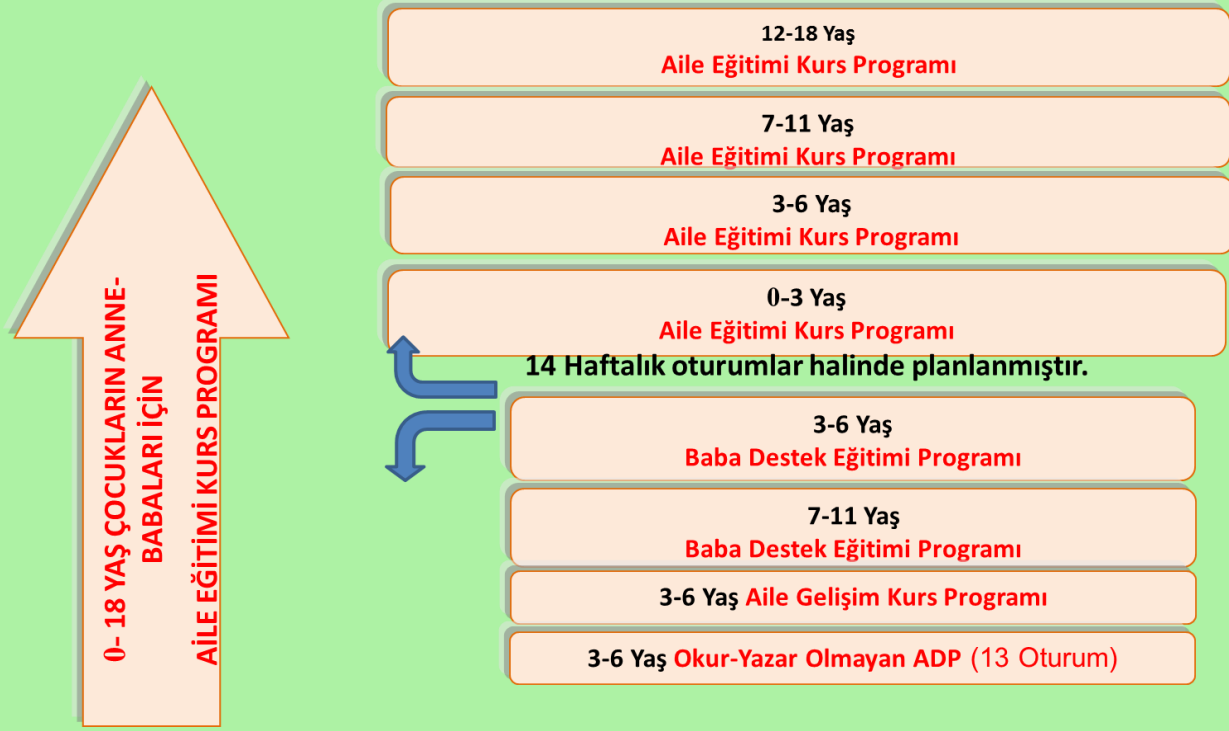 0- 18 YAŞ ÇOCUKLARIN ANNE-
BABALARI İÇİN
AİLE EĞİTİMİ KURS PROGRAMI
12-18 Yaş
Aile Eğitimi Kurs Programı
7-11 Yaş
Aile Eğitimi Kurs Programı
3-6 Yaş
Aile Eğitimi Kurs Programı
0-3 Yaş
Aile Eğitimi Kurs Programı
14 Haftalık oturumlar halinde planlanmıştır.
3-6 Yaş
Baba Destek Eğitimi Programı
7-11 Yaş
Baba Destek Eğitimi Programı
3-6 Yaş Aile Gelişim Kurs Programı
3-6 Yaş Okur-Yazar Olmayan ADP (13 Oturum)